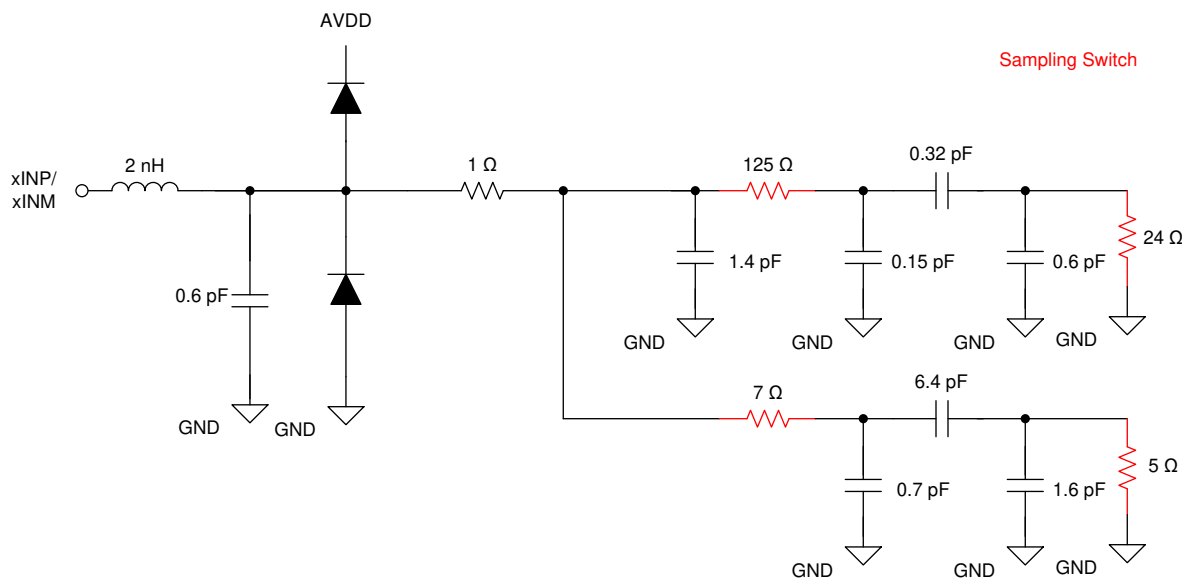 AVDD
Sampling Switch
xINP/
xINM
2 nH
1 Ω
125 Ω
0.32 pF
0.6 pF
1.4 pF
0.15 pF
0.6 pF
24 Ω
GND
GND
GND
GND
7 Ω
6.4 pF
GND
GND
0.7 pF
1.6 pF
5 Ω
GND
GND
GND